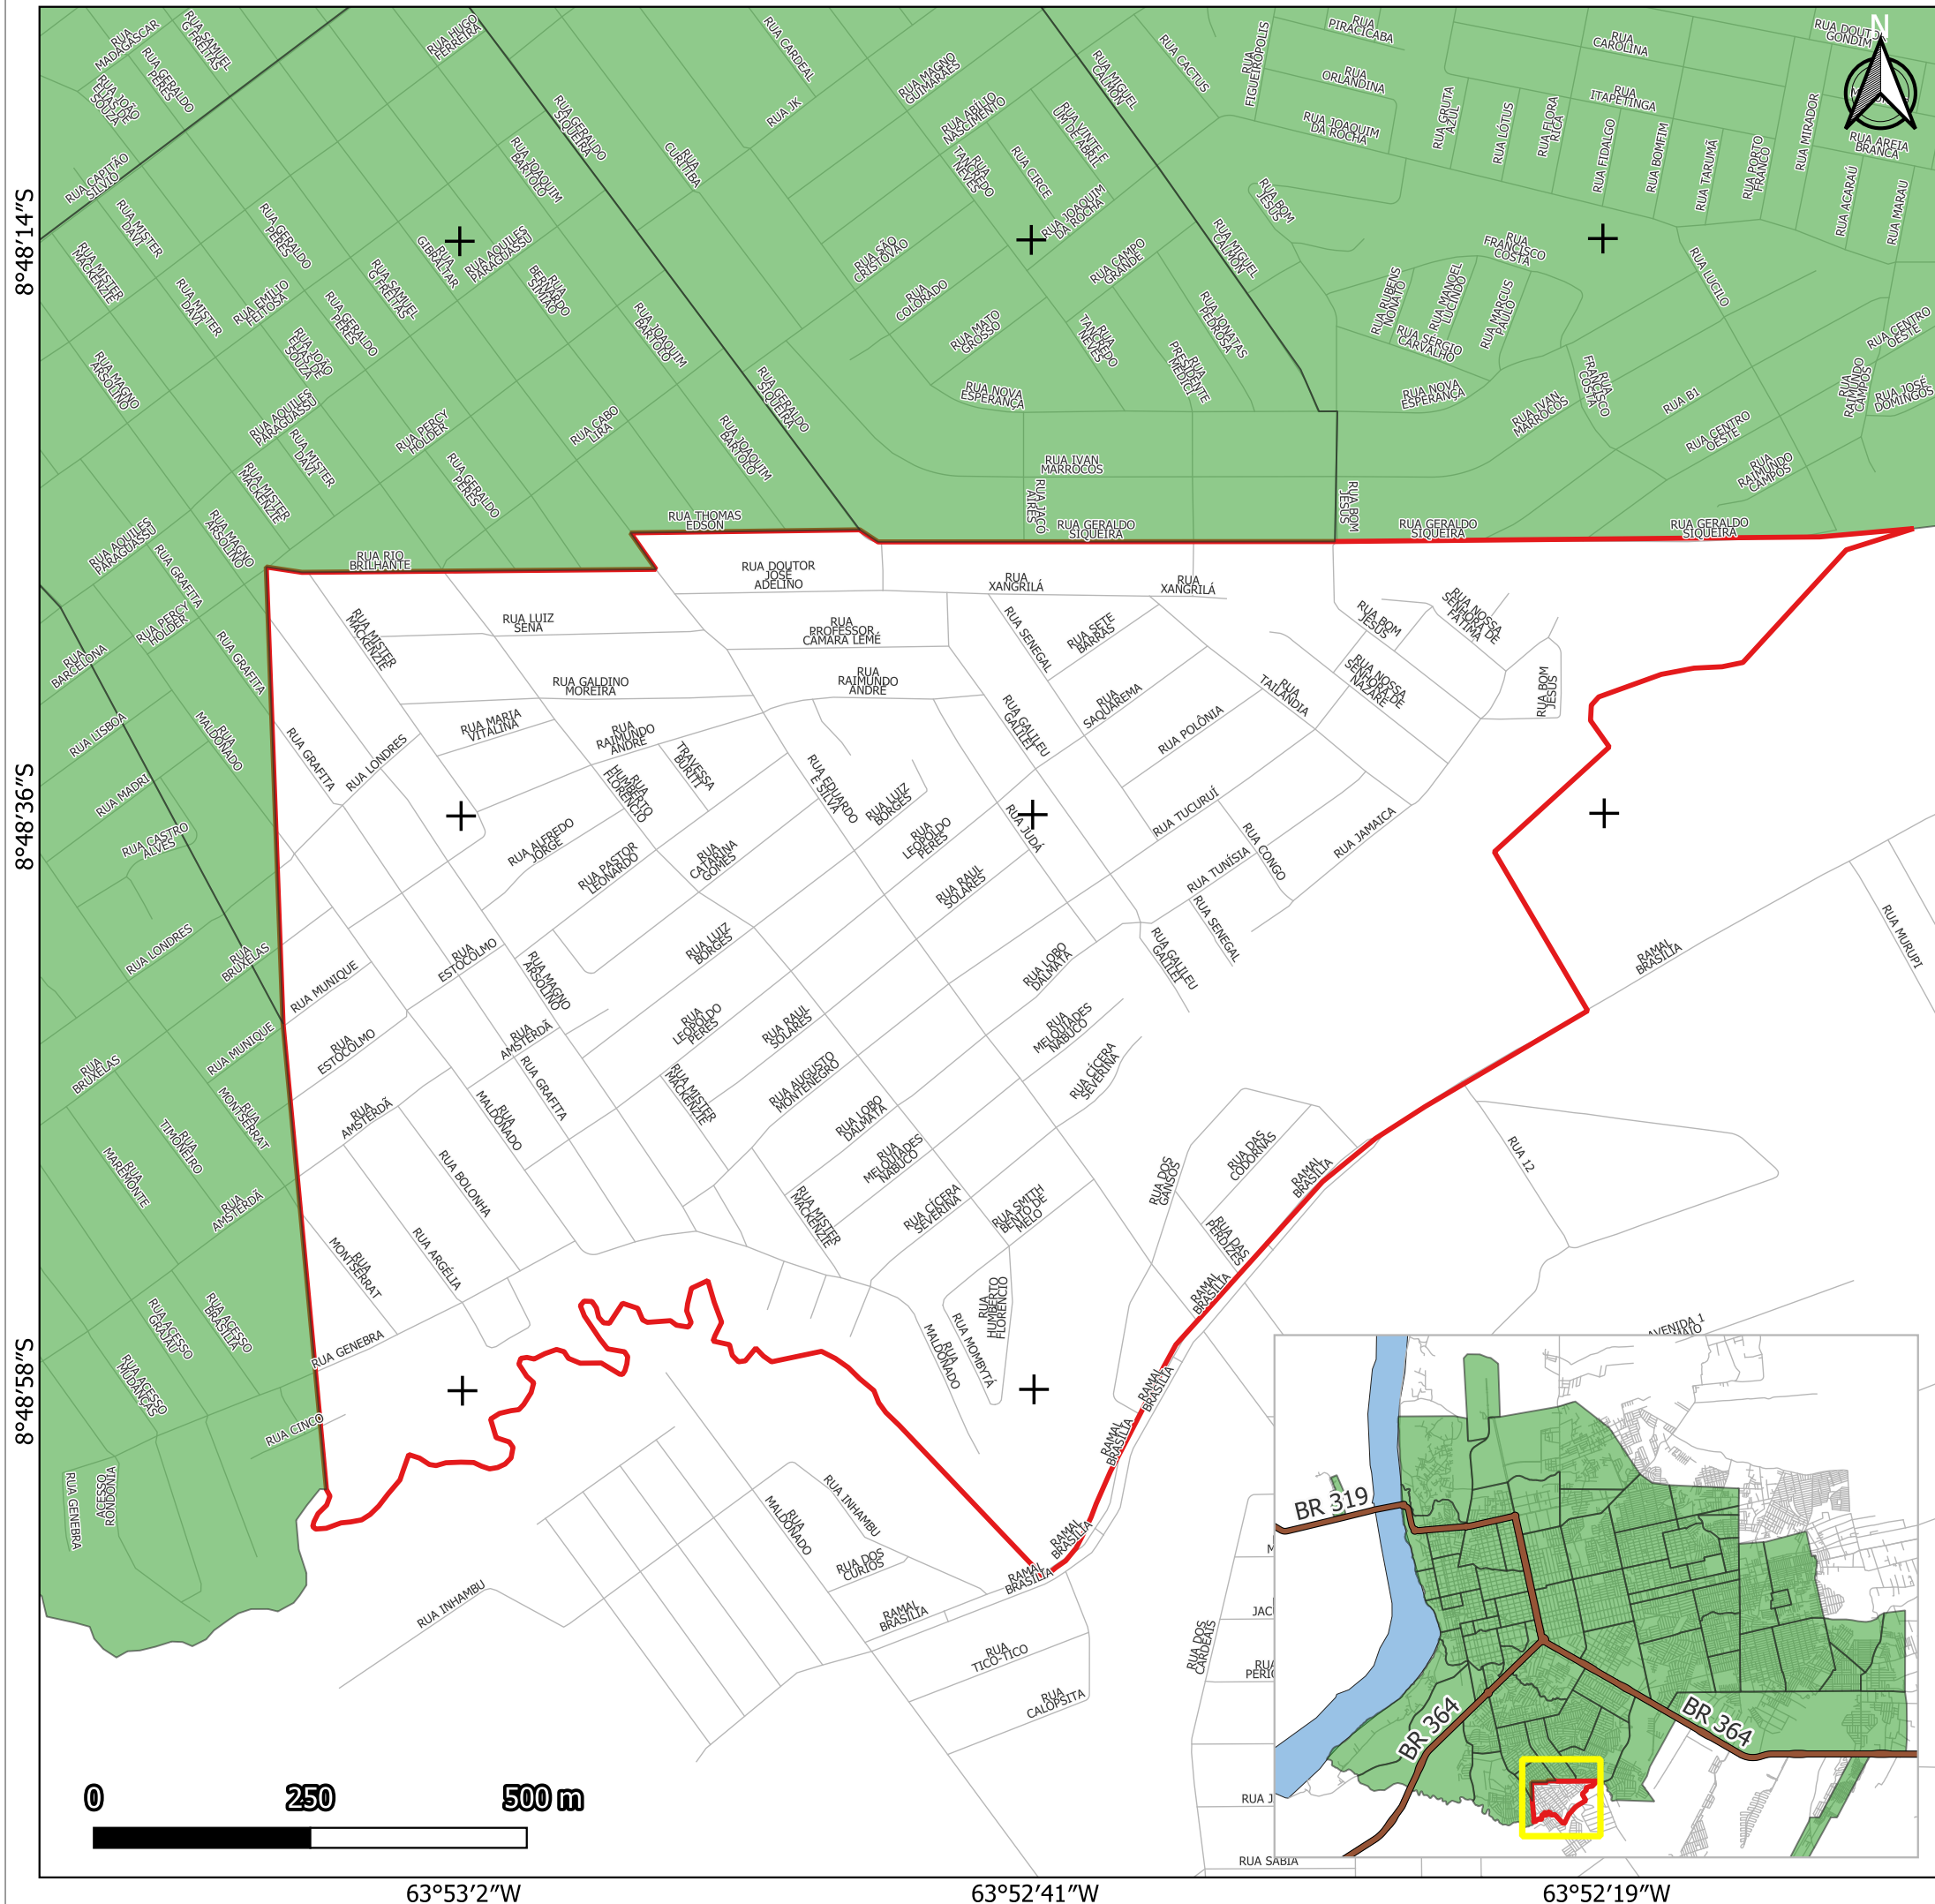 RUA
MADAGASCAR
RUA SAMUEL
G FREITAS
RUA GERALDO
PERES
RUA JOÃO
ELIAS DE
SOUZA
RUA HUGO
FERREIRA
RUA CARDEAL
RUA JK
RUA MAGNO
GUIMARÃES
RUA MIGUEL
CALMON
RUA CACTUS
RUA
FIGUEIROPOLIS
RUA
PIRACICABA
RUA
ORLANDINA
RUA JOAQUIM
DA ROCHA
RUA
CAROLINA
RUA
ITAPETINGA
RUA GRUTA
AZUL
RUA LÓTUS
RUA FLORA
RICA
RUA FIDALGO
RUA BOMFIM
RUA TARUMÃ
RUA PORTO
FRANCO
RUA MIRADOR
GONDIM
N
RUA AREIA
BRANCA
RUA ACARAÚ
RUA MARAU
RUA CAPITÃO
SILVIO
RUA MISTER
DAVI
RUA MISTER
MACKENZIE
RUA GERALDO
PERES
RUA GERALDO
SIQUEIRA
RUA JOAQUIM
BARTOLO
RUA
CURITIBA
RUA ABÍLIO
NASCIMENTO
RUA VINTE E
UM DE ABRIL
RUA
TANCREDO
NEVES
RUA CIRCE
RUA JOAQUIM
DA ROCHA
RUA BOM
JESUS
8°48′14″S
RUA
GIBRALTAR
RUA AQUILES
PARAGUASSU
RUA SAMUEL
G FREITAS
RUA
BERNARDO
SIMIÃO
RUA SÃO
CRISTOVÃO
RUA
COLORADO
RUA CAMPO
GRANDE
RUA MIGUEL
CALMON
RUA
FRANCISCO
COSTA
RUA LUCILO
RUA MISTER
DAVI
RUA EMÍLIO
FEITOSA
RUA JOÃO
ELIAS DE
SOUZA
RUA GERALDO
PERES
RUA JOAQUIM
BARTOLO
RUA MATO
GROSSO
RUA
TANCREDO
NEVES
RUA JONATAS
PEDROSA
RUA
PRESIDENTE
MEDICI
RUA RUBENS
NONATO
RUA MANOEL
LUCINDO
RUA MARCUS
PAULO
RUA SERGIO
CARVALHO
RUA CENTRO
OESTE
RUA
RAIMUNDO
CAMPOS
RUA JOSÉ
DOMINGOS
RUA MAGNO
ARSOLINO
RUA AQUILES
PARAGUASSU
RUA MISTER
DAVI
RUA PERCY
HOLDER
RUA CABO
LIRA
RUA GERALDO
SIQUEIRA
RUA JOAQUIM
BARTOLO
RUA NOVA
ESPERANÇA
RUA NOVA
ESPERANÇA
RUA IVAN
MARROCOS
RUA
FRANCISCO
COSTA
RUA B1
RUA CENTRO
OESTE
RUA
RAIMUNDO
CAMPOS
RUA MISTER
MACKENZIE
RUA GERALDO
PERES
RUA IVAN
MARROCOS
RUA JACÓ
AIRES
RUA BOM
JESUS
RUA AQUILES
PARAGUASSU
RUA MAGNO
ARSOLINO
RUA THOMAS
EDSON
RUA GERALDO
SIQUEIRA
RUA GERALDO
SIQUEIRA
RUA GERALDO
SIQUEIRA
RUA GRAFITA
RUA RIO
BRILHANTE
RUA DOUTOR
JOSÉ
ADELINO
RUA
XANGRILÁ
RUA
XANGRILÁ
RUA PERCY
HOLDER
RUA
BARCELONA
RUA GRAFITA
RUA MISTER
MACKENZIE
RUA LUIZ
SENA
RUA
PROFESSOR
CÂMARA LEME
RUA SENEGAL
RUA SETE
BARRAS
RUA BOM
JESUS
RUA NOSSA
SENHORA DE
FÁTIMA
RUA GALDINO
MOREIRA
RUA
RAIMUNDO
ANDRÉ
RUA
SAQUAREMA
RUA
TAILÂNDIA
RUA NOSSA
SENHORA DE
NAZARÉ
RUA BOM
JESUS
RUA LISBOA
RUA
MALDONADO
RUA GRAFITA
RUA LONDRES
RUA MARIA
VITALINA
RUA
RAIMUNDO
ANDRÉ
TRAVESSA
BURITI
RUA GALILEU
GALILEI
RUA POLÔNIA
RUA MADRI
RUA
HUMBERTO
FLORÊNCIO
RUA EDUARDO
E SILVA
RUA LUIZ
BORGES
8°48′36″S
RUA CASTRO
ALVES
RUA ALFREDO
JORGE
RUA PASTOR
LEONARDO
RUA
CATARINA
GOMES
RUA
LEOPOLDO
PERES
RUA JUDÁ
RUA TUCURUÍ
RUA CONGO
RUA JAMAICA
RUA RAUL
SOLARES
RUA TUNÍSIA
RUA SENEGAL
RUA LONDRES
RUA
BRUXELAS
RUA
ESTOCOLMO
RUA LUIZ
BORGES
RUA GALILEU
GALILEI
RAMAL
BRASÍLIA
RUA MURUPI
RUA MUNIQUE
RUA MAGNO
ARSOLINO
RUA LOBO
DALMATA
RUA MUNIQUE
RUA
ESTOCOLMO
RUA
AMSTERDÃ
RUA
LEOPOLDO
PERES
RUA RAUL
SOLARES
RUA
MELQUIADES
NABUCO
RUA
BRUXELAS
RUA
MONTSERRAT
RUA
AMSTERDÃ
RUA
MALDONADO
RUA GRAFITA
RUA MISTER
MACKENZIE
RUA AUGUSTO
MONTENEGRO
RUA CÍCERA
SEVERINA
RUA
TIMONEIRO
RUA
MAREMONTE
RUA
AMSTERDÃ
RUA BOLONHA
RUA LOBO
DALMATA
RUA
MELQUIADES
NABUCO
RUA DOS
GANSOS
RUA DAS
CODORNAS
RAMAL
BRASÍLIA
RUA 12
RUA
MONTSERRAT
RUA ARGÉLIA
RUA MISTER
MACKENZIE
RUA CÍCERA
SEVERINA
RUA SMITH
BENTO DE
MELO
RUA DAS
PERDIZES
RUA ACESSO
GRAJAÚ
RUA ACESSO
BRASÍLIA
RUA GENEBRA
RUA
HUMBERTO
FLORÊNCIO
RUA MOMBYTÁ
RUA
MALDONADO
RAMAL
BRASÍLIA
AVENIDA 1
8°48′58″S
RUA ACESSO
MUDANÇAS
RUA CINCO
RAMAL
BRASÍLIA
RAMAL
BRASÍLIA
RUA GENEBRA
ACESSO
RONDÔNIA
RUA
MALDONADO
RUA INHAMBU
RUA DOS
CURIÓS
RAMAL
BRASÍLIA
RAMAL
BRASÍLIA
BR 319
RUA INHAMBU
RAMAL
BRASÍLIA
RUA
TICO-TICO
RUA
CALOPSITA
RUA DOS
CARDEAIS
BR 364
BR 364
RUA SABIÁ
0
250
500 m
63°53′2″W
63°52′41″W
63°52′19″W